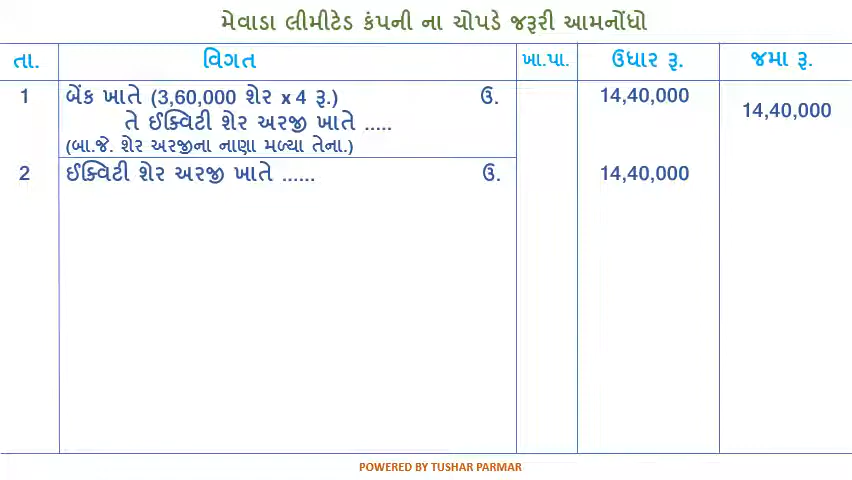 મેવાડા લીમીટેડ કંપની ના ચોપડે જરૂરી આમનોંધો
તા. વિગત ખા.પા. ઉધાર રૂ. જમા રૂ.
1 બેંક ખાતે (3,60,000 શેર x 4 રૂ.) ઉ. 14,40,000
તે ઈક્વિટી શેર અરજી ખાતે ..... 14,40,000
(બા.જે. શેર અરજીના નાણા મળ્યા તેના.)
2 ઈક્વિટી શેર અરજી ખાતે ...... ઉ. 14,40,000
POWERED BY TUSHAR PARMAR